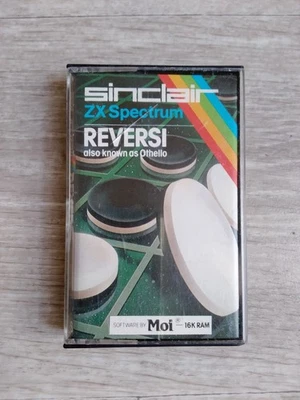 sinclair
ZX Spectrum
REVERSI
also known as Othello
SOFTWARE BY Moi 16K RAM